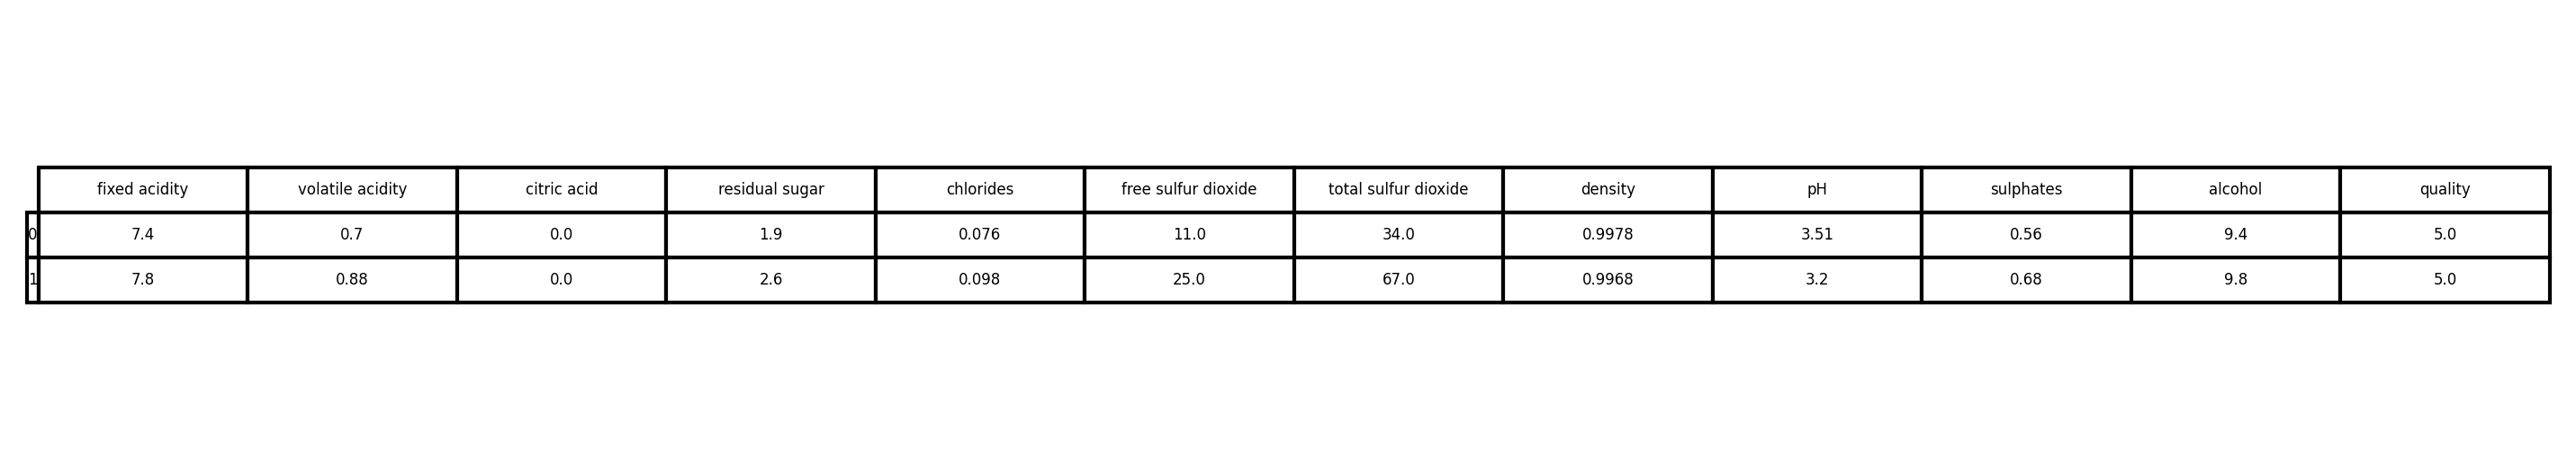 fixed acidity volatile acidity citric acid residual sugar chlorides free sulfur dioxide total sulfur dioxide density pH sulphates alcohol quality
0 7.4 0.7 0.0 1.9 0.076 11.0 34.0 0.9978 3.51 0.56 9.4 5.0
1 7.8 0.88 0.0 2.6 0.098 25.0 67.0 0.9968 3.2 0.68 9.8 5.0